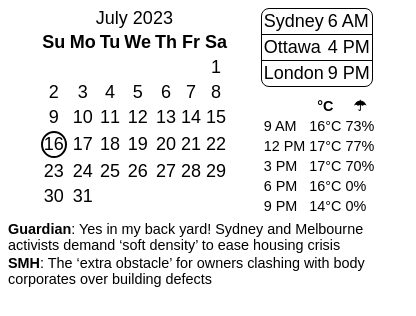 July 2023
Su Mo Tu We Th Fr Sa
1
2 3 4 5 6 7 8
9 10 11 12 13 14 15
16 17 18 19 20 21 22
23 24 25 26 27 28 29
30 31
Sydney 6 AM
Ottawa 4 PM
London 9 PM
°C ☂
9 AM 16°C 73%
12 PM 17°C 77%
3 PM 17°C 70%
6 PM 16°C 0%
9 PM 14°C 0%
Guardian: Yes in my back yard! Sydney and Melbourne
activists demand ‘soft density’ to ease housing crisis
SMH: The ‘extra obstacle’ for owners clashing with body
corporates over building defects